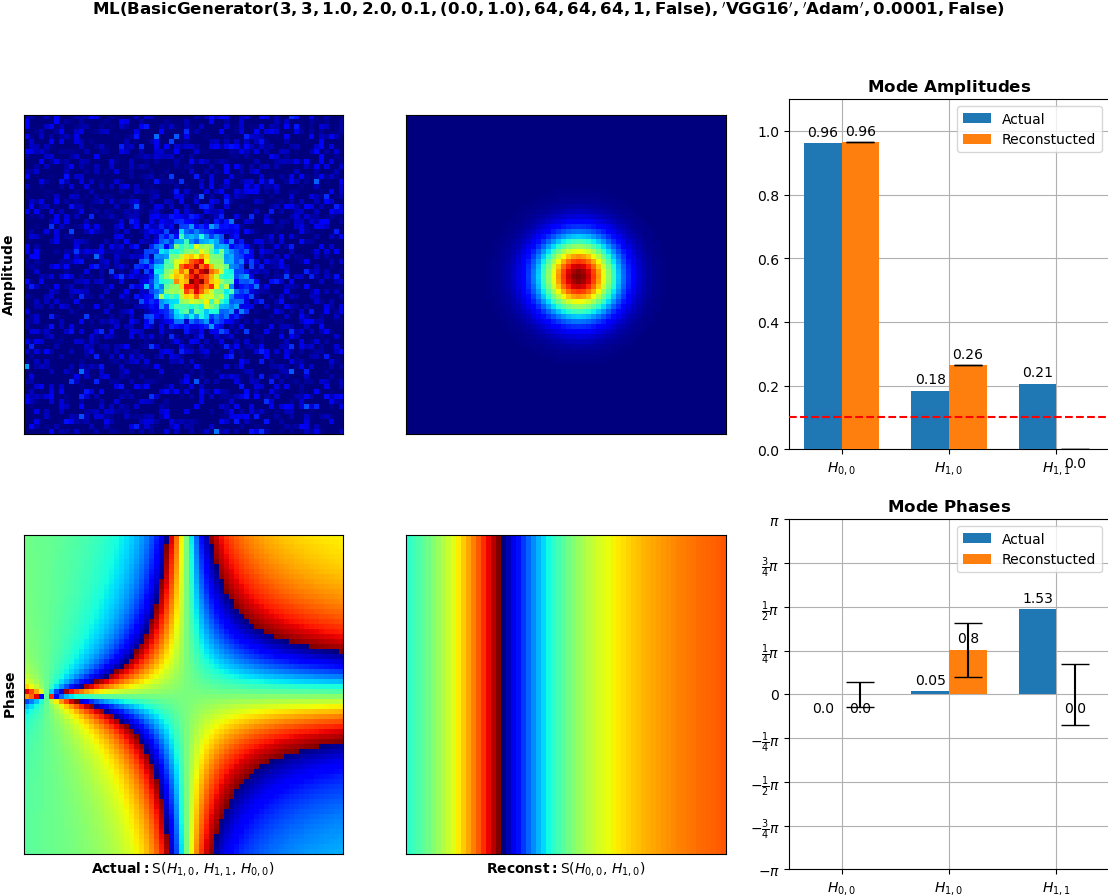 ML(BasicGenerator(3, 3, 1.0, 2.0, 0.1, (0.0, 1.0), 64, 64, 64, 1, False), ′VGG16′, ′Adam′, 0.0001, False)
Amplitude
Mode Amplitudes
Actual
Reconstucted
1.0
0.8
0.6
0.4
0.2
0.0
0.96
0.96
0.18
0.26
0.21
0.0
H0,0
H1,0
H1,1
Phase
Actual: S(H1,0, H1,1, H0,0)
Reconst: S(H0,0, H1,0)
Mode Phases
Actual
Reconstucted
π
3/4π
1/2π
1/4π
0
−1/4π
−1/2π
−3/4π
−π
0.0
0.0
0.05
0.8
1.53
0.0
H0,0
H1,0
H1,1